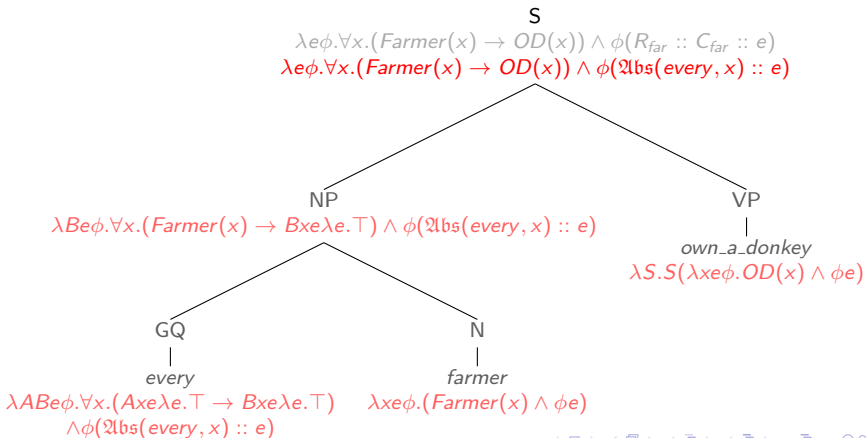 S
λeφ.∀x.(Farmer(x) → OD(x)) ∧ φ(R_far :: C_far :: e)
λeφ.∀x.(Farmer(x) → OD(x)) ∧ φ(𝔄𝔟𝔰(every, x) :: e)
NP VP
λBeφ.∀x.(Farmer(x) → Bxeλe.⊤) ∧ φ(𝔄𝔟𝔰(every, x) :: e)
own_a_donkey
λS.S(λxeφ.OD(x) ∧ φe)
GQ N
every farmer
λABeφ.∀x.(Axeλe.⊤ → Bxeλe.⊤) λxeφ.(Farmer(x) ∧ φe)
∧φ(𝔄𝔟𝔰(every, x) :: e)